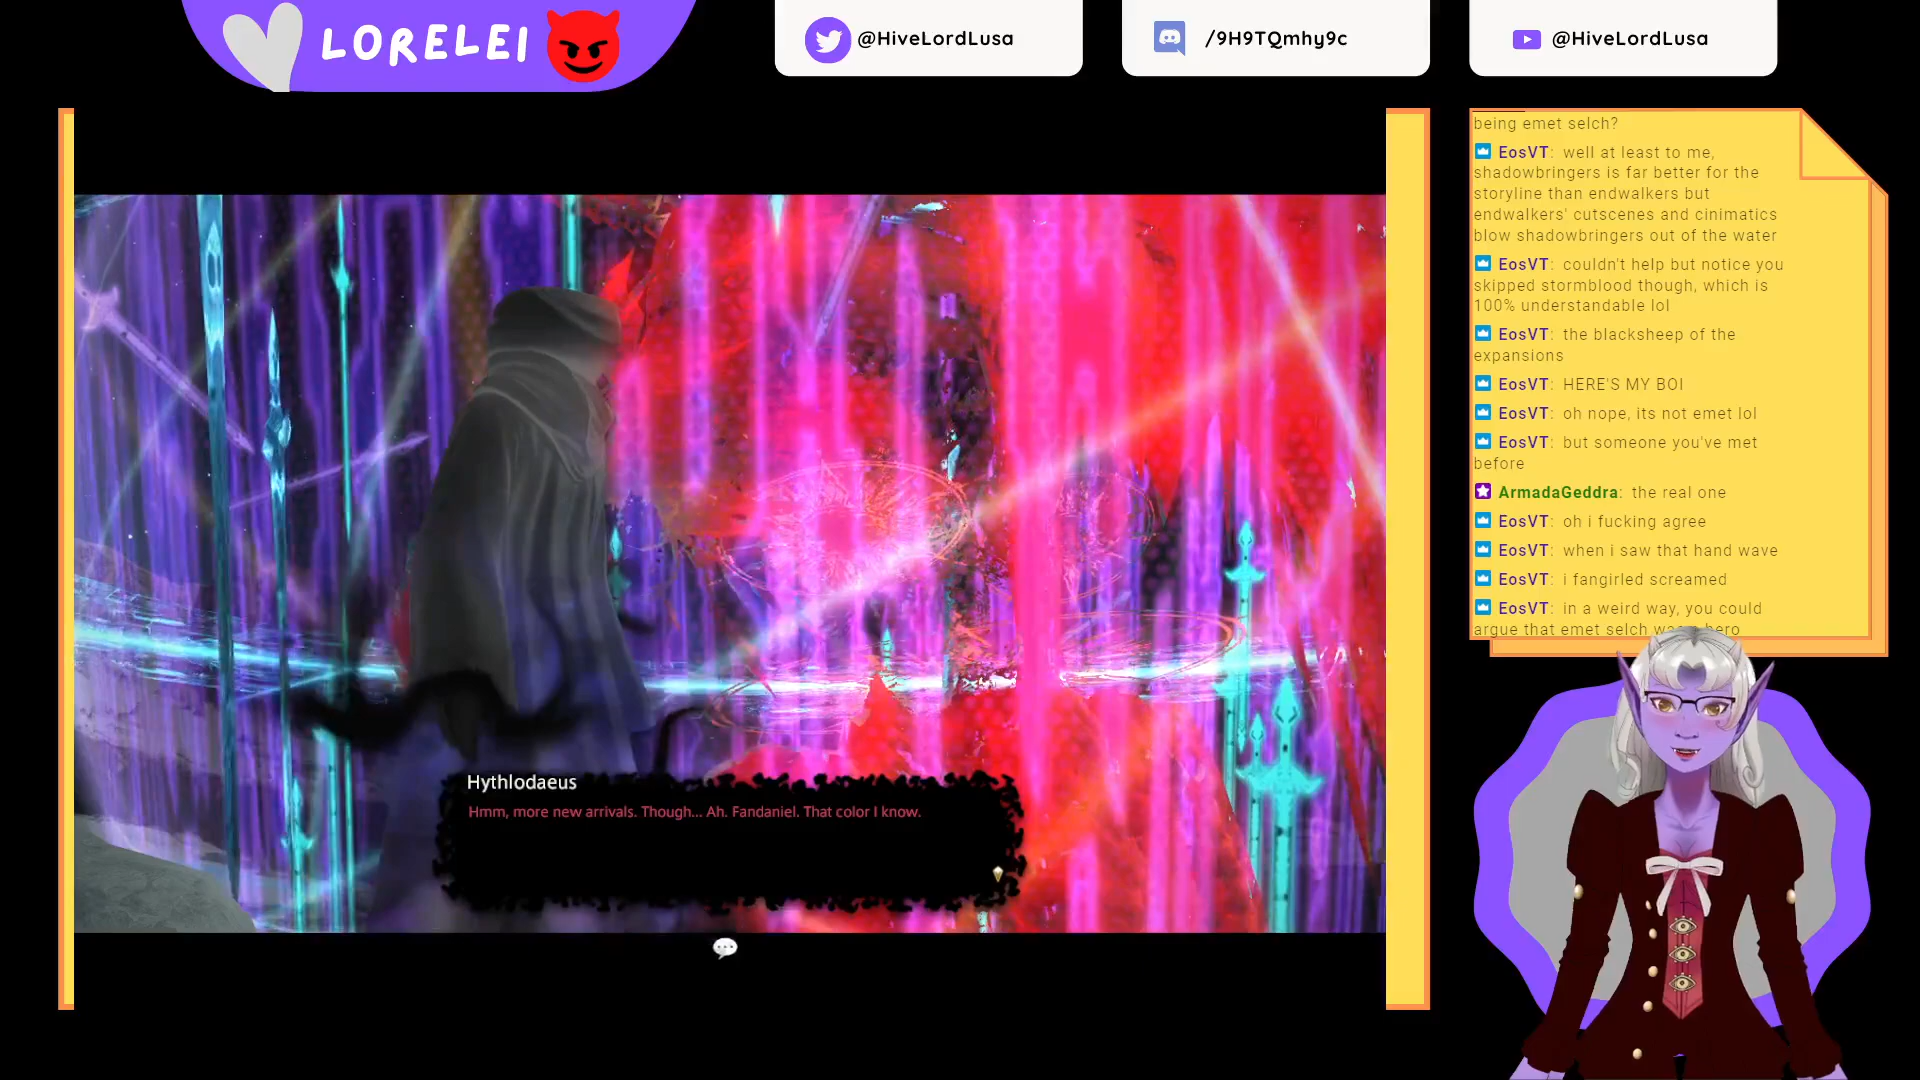 LORELEI
@HiveLordLusa
/9H9TQmhy9c
@HiveLordLusa
being emet selch?
EosVT: well at least to me,
shadowbringers is far better for the
storyline than endwalkers but
endwalkers' cutscenes and cinimatics
blow shadowbringers out of the water
EosVT: couldn't help but notice you
skipped stormblood though, which is
100% understandable lol
EosVT: the blacksheep of the
expansions
EosVT: HERE'S MY BOI
EosVT: oh nope, its not emet lol
EosVT: but someone you've met
before
ArmadaGeddra: the real one
EosVT: oh i fucking agree
EosVT: when i saw that hand wave
EosVT: i fangirled screamed
EosVT: in a weird way, you could
argue that emet selch hero
Hythlodaeus
Hmm, more new arrivals. Though... Ah. Fandaniel. That color I know.